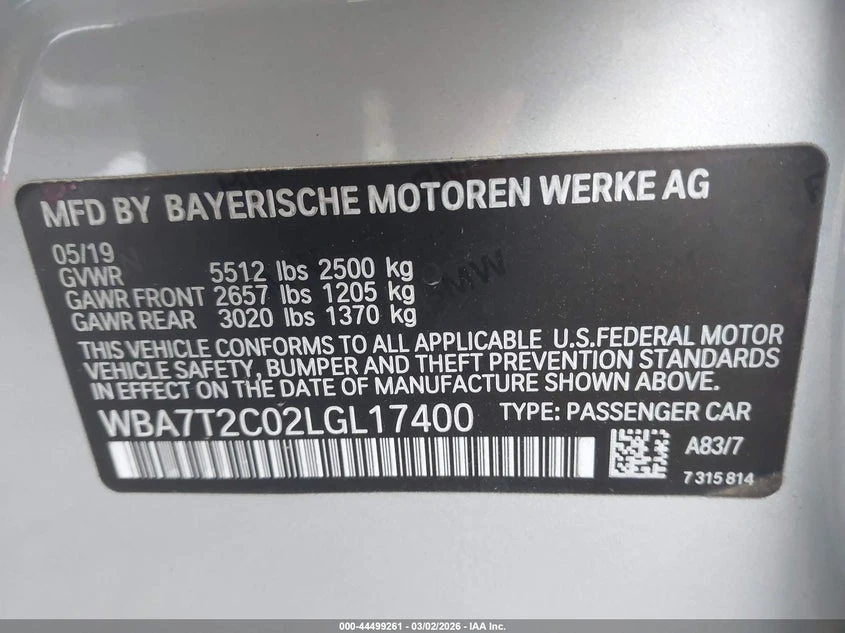 MFD BY BAYERISCHE MOTOREN WERKE AG
05/19
GVWR 5512 lbs 2500 kg
GAWR FRONT 2657 lbs 1205 kg
GAWR REAR 3020 lbs 1370 kg
THIS VEHICLE CONFORMS TO ALL APPLICABLE U.S.FEDERAL MOTOR
VEHICLE SAFETY, BUMPER AND THEFT PREVENTION STANDARDS
IN EFFECT ON THE DATE OF MANUFACTURE SHOWN ABOVE.
WBA7T2C02LGL17400 TYPE: PASSENGER CAR
A83/7
7 315 814
000-44499261 - 03/02/2026 - IAA Inc.